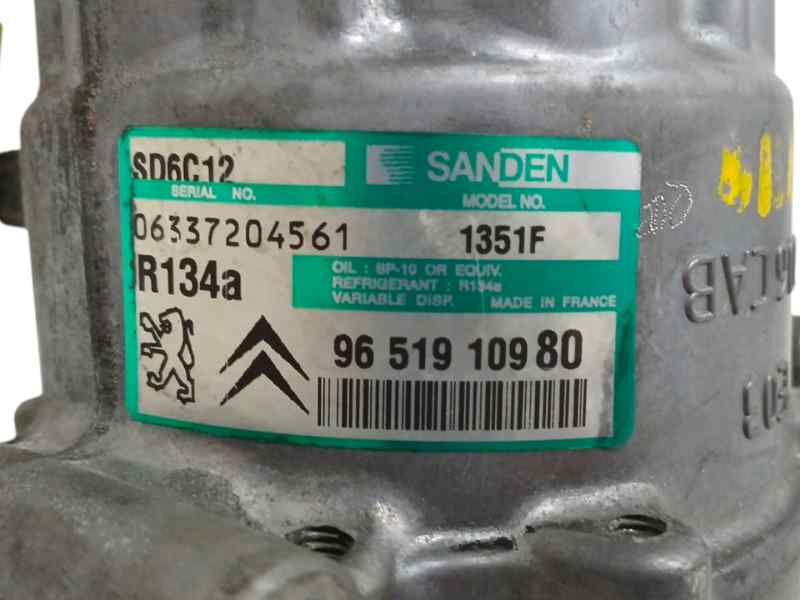 SD6C12
SANDEN
SERIAL NO.
MODEL NO.
06337204561
1351F
R134a
OIL : SP-10 OR EQUIV.
REFRIGERANT : R134a
VARIABLE DISP. MADE IN FRANCE
96 519 109 80